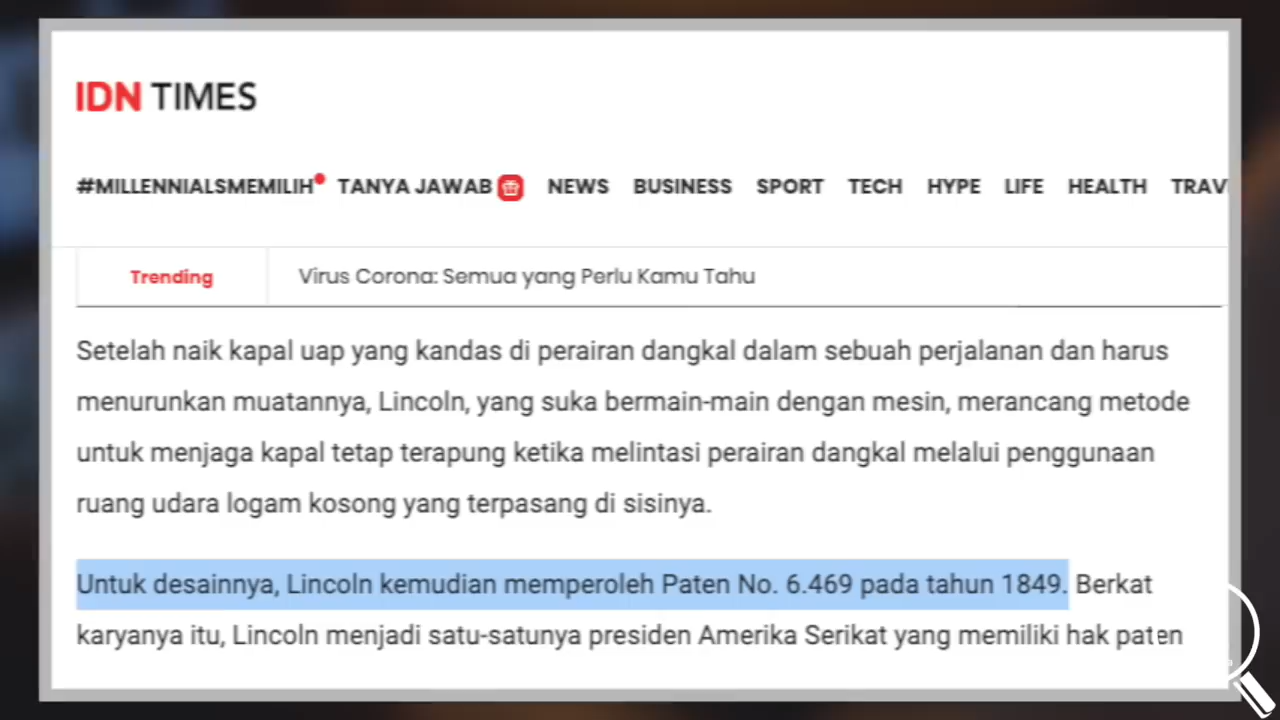 IDN TIMES
#MILLENNIALSMEMILIH TANYA JAWAB NEWS BUSINESS SPORT TECH HYPE LIFE HEALTH TRAV
Trending Virus Corona: Semua yang Perlu Kamu Tahu
Setelah naik kapal uap yang kandas di perairan dangkal dalam sebuah perjalanan dan harus
menurunkan muatannya, Lincoln, yang suka bermain-main dengan mesin, merancang metode
untuk menjaga kapal tetap terapung ketika melintasi perairan dangkal melalui penggunaan
ruang udara logam kosong yang terpasang di sisinya.
Untuk desainnya, Lincoln kemudian memperoleh Paten No. 6.469 pada tahun 1849. Berkat
karyanya itu, Lincoln menjadi satu-satunya presiden Amerika Serikat yang memiliki hak paten